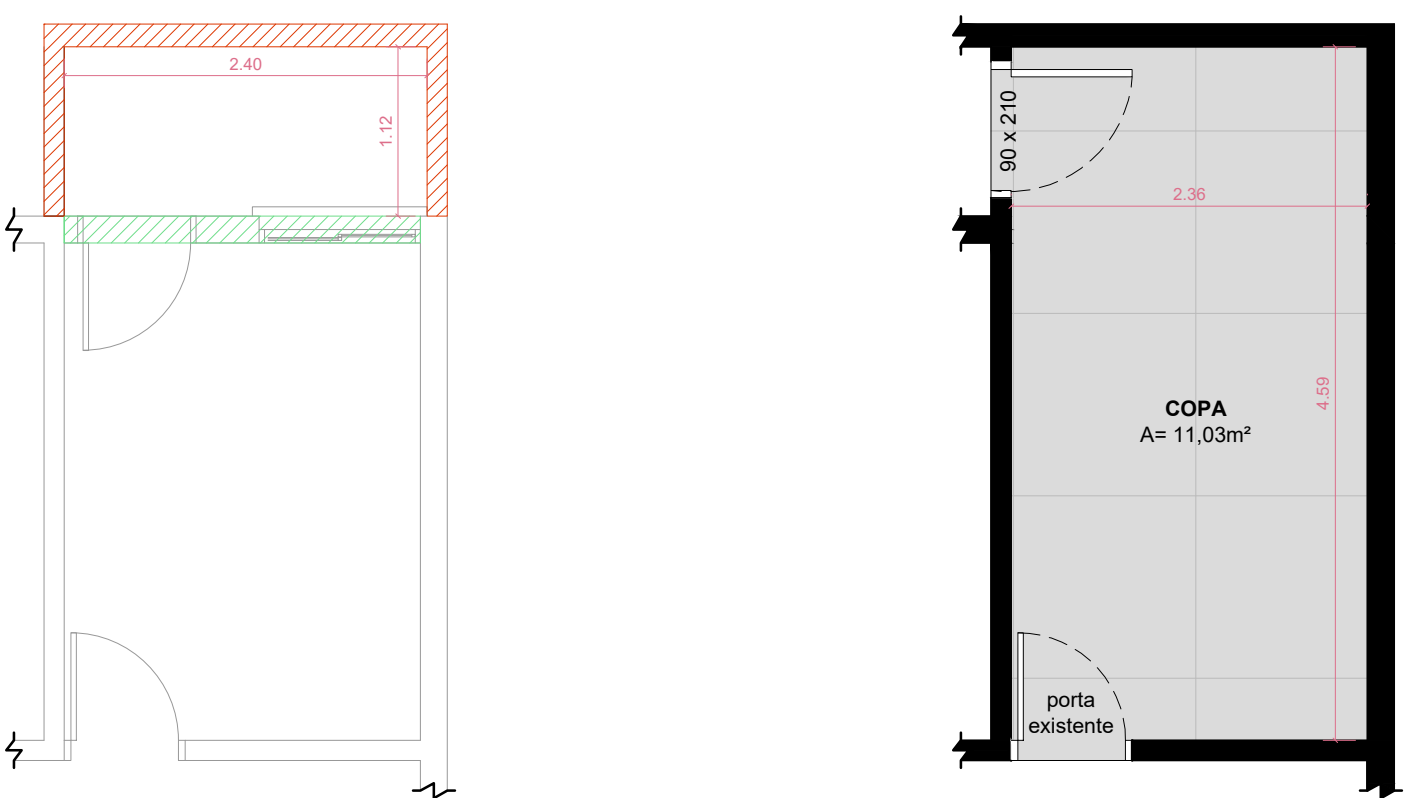 2.40
1.12
90 x 210
2.36
4.59
COPA
A= 11,03m²
porta
existente